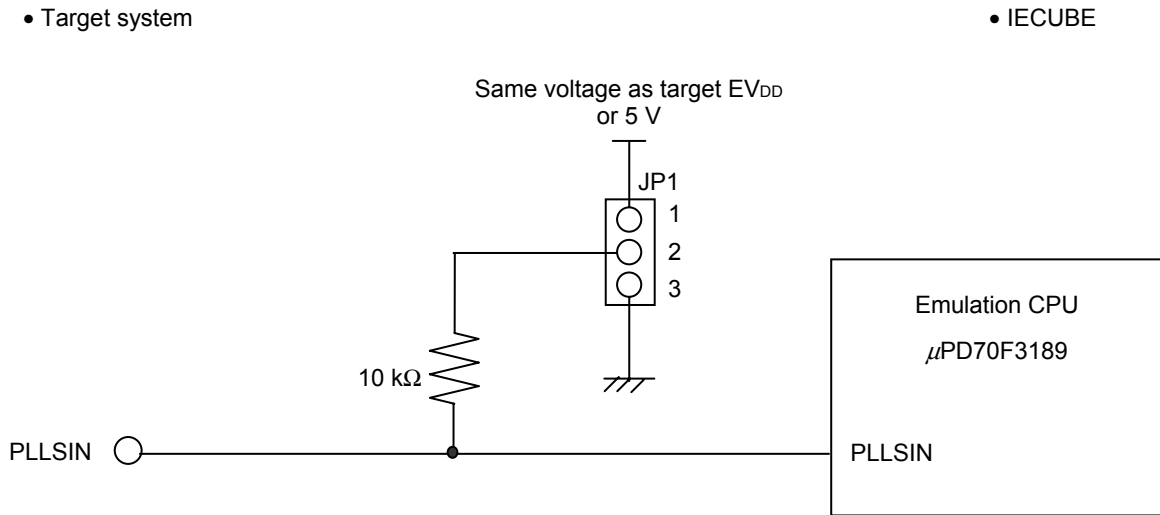 • Target system
• IECUBE
Same voltage as target EVDD
or 5 V
JP1
1
2
3
10 kΩ
Emulation CPU
μPD70F3189
PLLSIN
PLLSIN